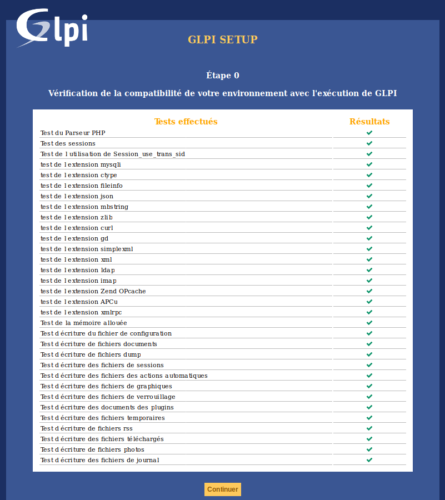 Glpi
GLPI SETUP
Étape 0
Vérification de la compatibilité de votre environnement avec l'exécution de GLPI
Tests effectués Résultats
Test du Parseur PHP
Test des sessions
Test de l utilisation de Session_use_trans_sid
test de l extension mysqli
test de l extension ctype
test de l extension fileinfo
test de l extension json
test de l extension mbstring
test de l extension zlib
test de l extension curl
test de l extension gd
test de l extension simplexml
test de l extension xml
test de l extension ldap
test de l extension imap
test de l extension Zend OPcache
test de l extension APCu
test de l extension xmlrpc
Test de la mémoire allouée
Test d écriture du fichier de configuration
Test d écriture de fichiers documents
Test d écriture de fichiers dump
Test d écriture des fichiers de sessions
Test d écriture des fichiers des actions automatiques
Test d écriture des fichiers de graphiques
Test d écriture des fichiers de verrouillage
Test d écriture des documents des plugins
Test d écriture des fichiers temporaires
Test d écriture de fichiers rss
Test d écriture des fichiers téléchargés
Test d écriture de fichiers photos
Test d écriture des fichiers de journal
Continuer